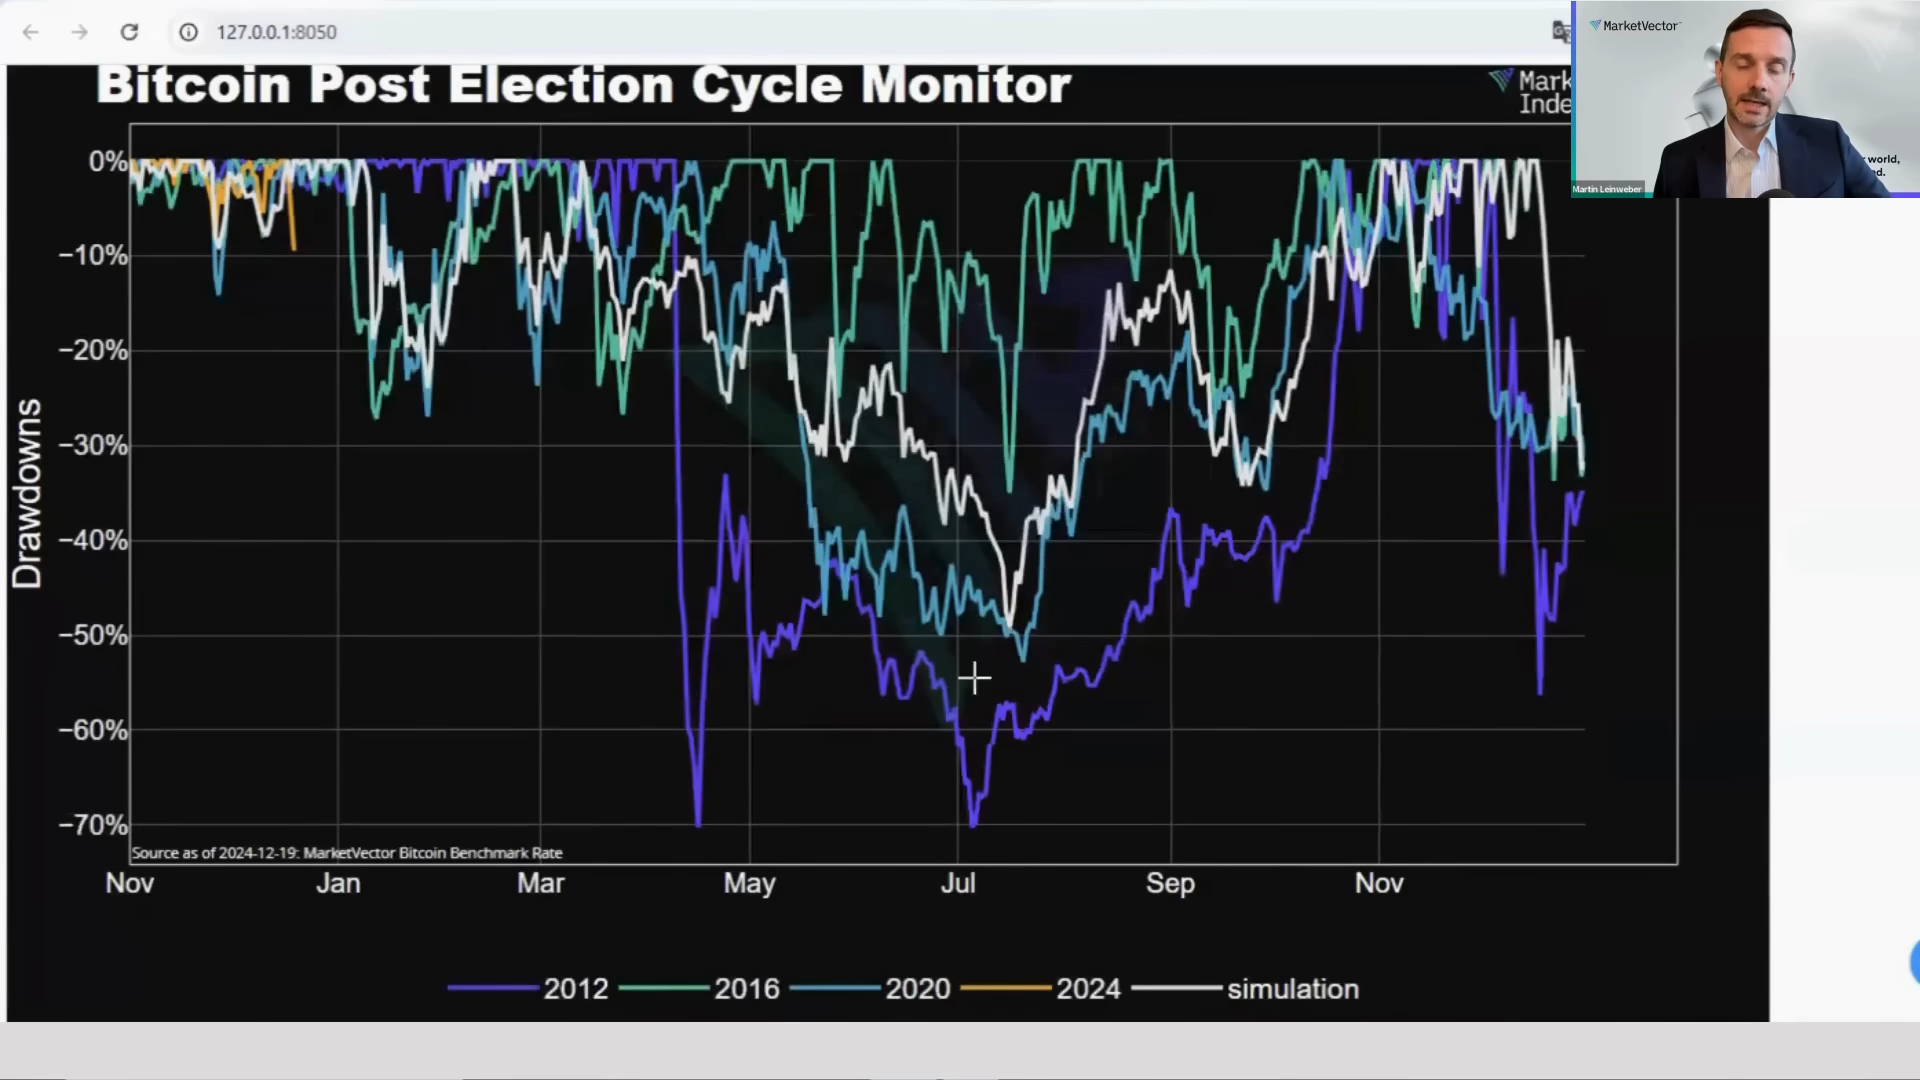 127.0.0.1:8050
MarketVector
Bitcoin Post Election Cycle Monitor
Mark
Inde
world,
d.
Martin Leinweber
0%
−10%
−20%
−30%
−40%
−50%
−60%
−70%
Drawdowns
Source as of 2024-12-19: MarketVector Bitcoin Benchmark Rate
Nov Jan Mar May Jul Sep Nov
2012 2016 2020 2024 simulation